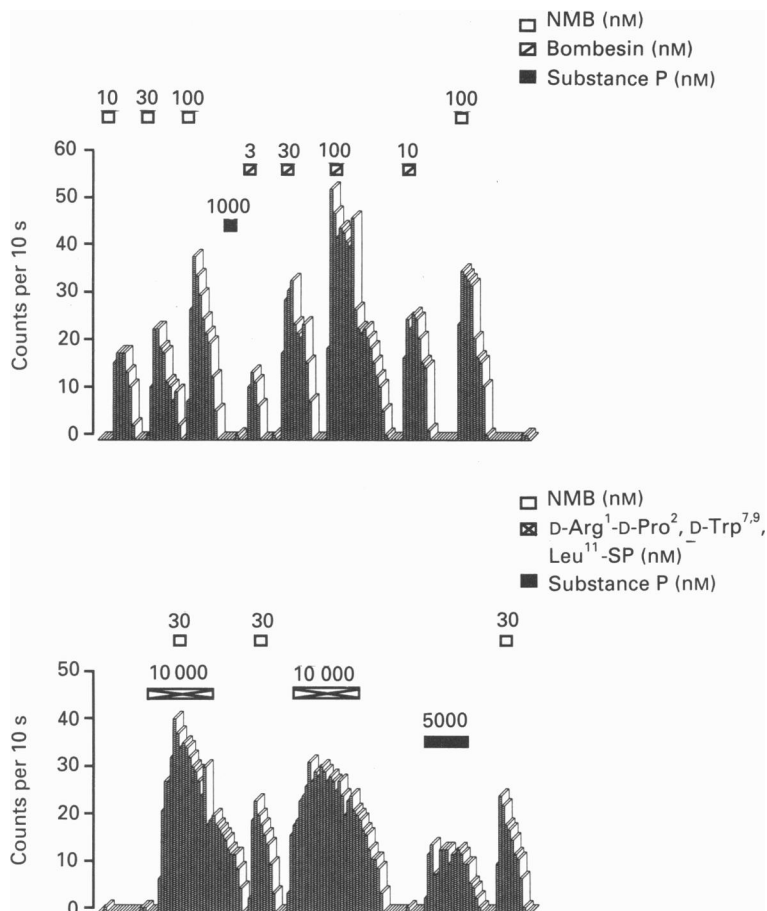 NMB (nM)
Bombesin (nM)
Substance P (nM)
10 30 100 100
3 30 100 10
1000
60
50
40
30
20
10
0
Counts per 10 s
NMB (nM)
D-Arg¹-D-Pro², D-Trp⁷,⁹,
Leu¹¹-SP (nM)
Substance P (nM)
30 30 30
10 000 10 000
5000
50
40
30
20
10
0
Counts per 10 s